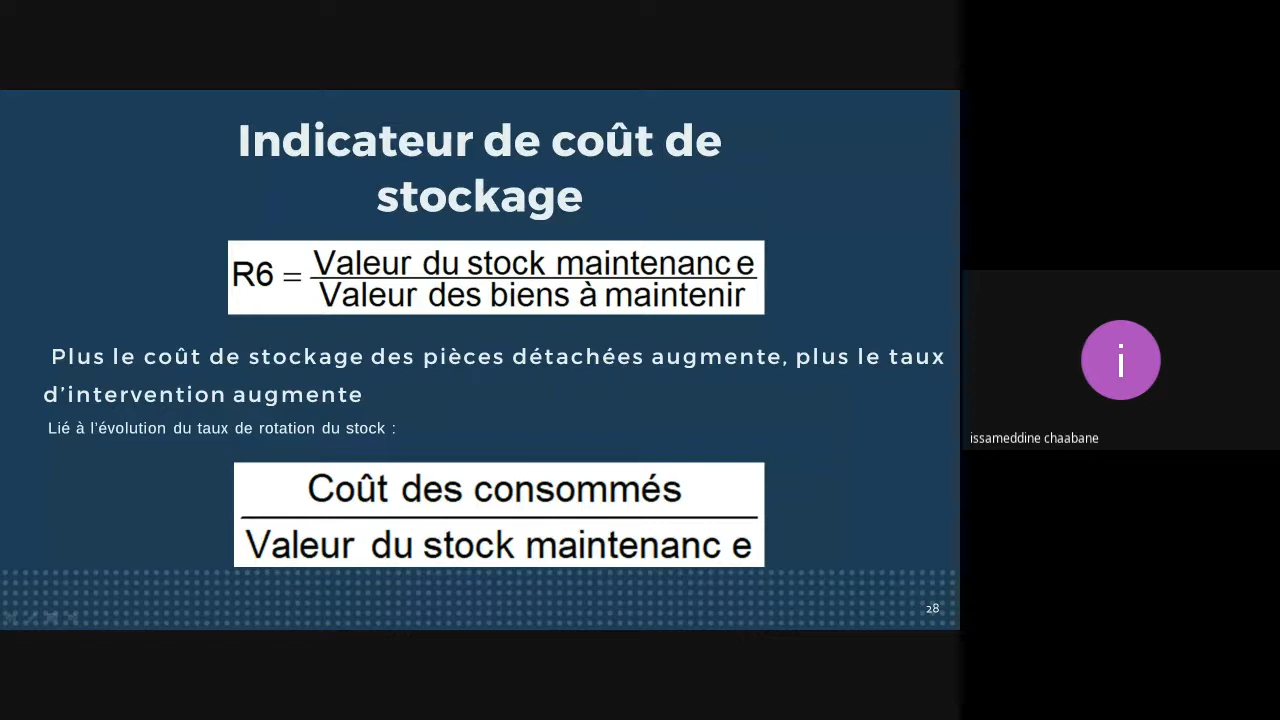 Indicateur de coût de
stockage
R6 = Valeur du stock maintenanc e
Valeur des biens à maintenir
Plus le coût de stockage des pièces détachées augmente, plus le taux
d’intervention augmente
Lié à l’évolution du taux de rotation du stock :
Coût des consommés
Valeur du stock maintenanc e
28
i
issameddine chaabane